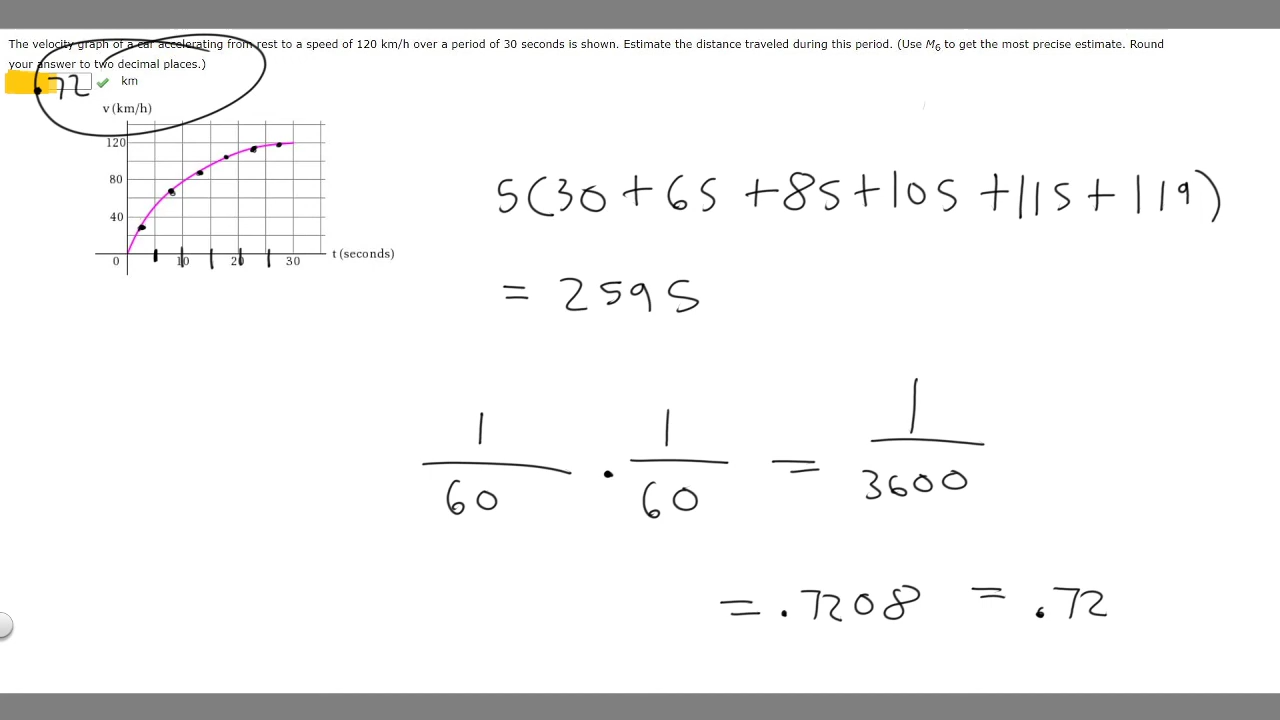 The velocity graph of a car accelerating from rest to a speed of 120 km/h over a period of 30 seconds is shown. Estimate the distance traveled during this period. (Use M₆ to get the most precise estimate. Round
your answer to two decimal places.)
.72 km
v (km/h)
120
80
40
0 10 20 30 t (seconds)
5(30+65+85+105+115+119)
= 2595
1/60 · 1/60 = 1/3600
= .7208 = .72